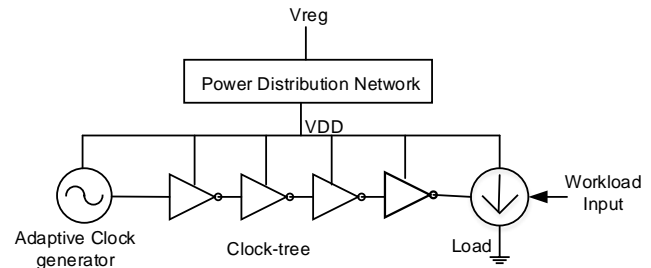 Vreg
Power Distribution Network
VDD
Workload
Input
Adaptive Clock
generator
Clock-tree
Load